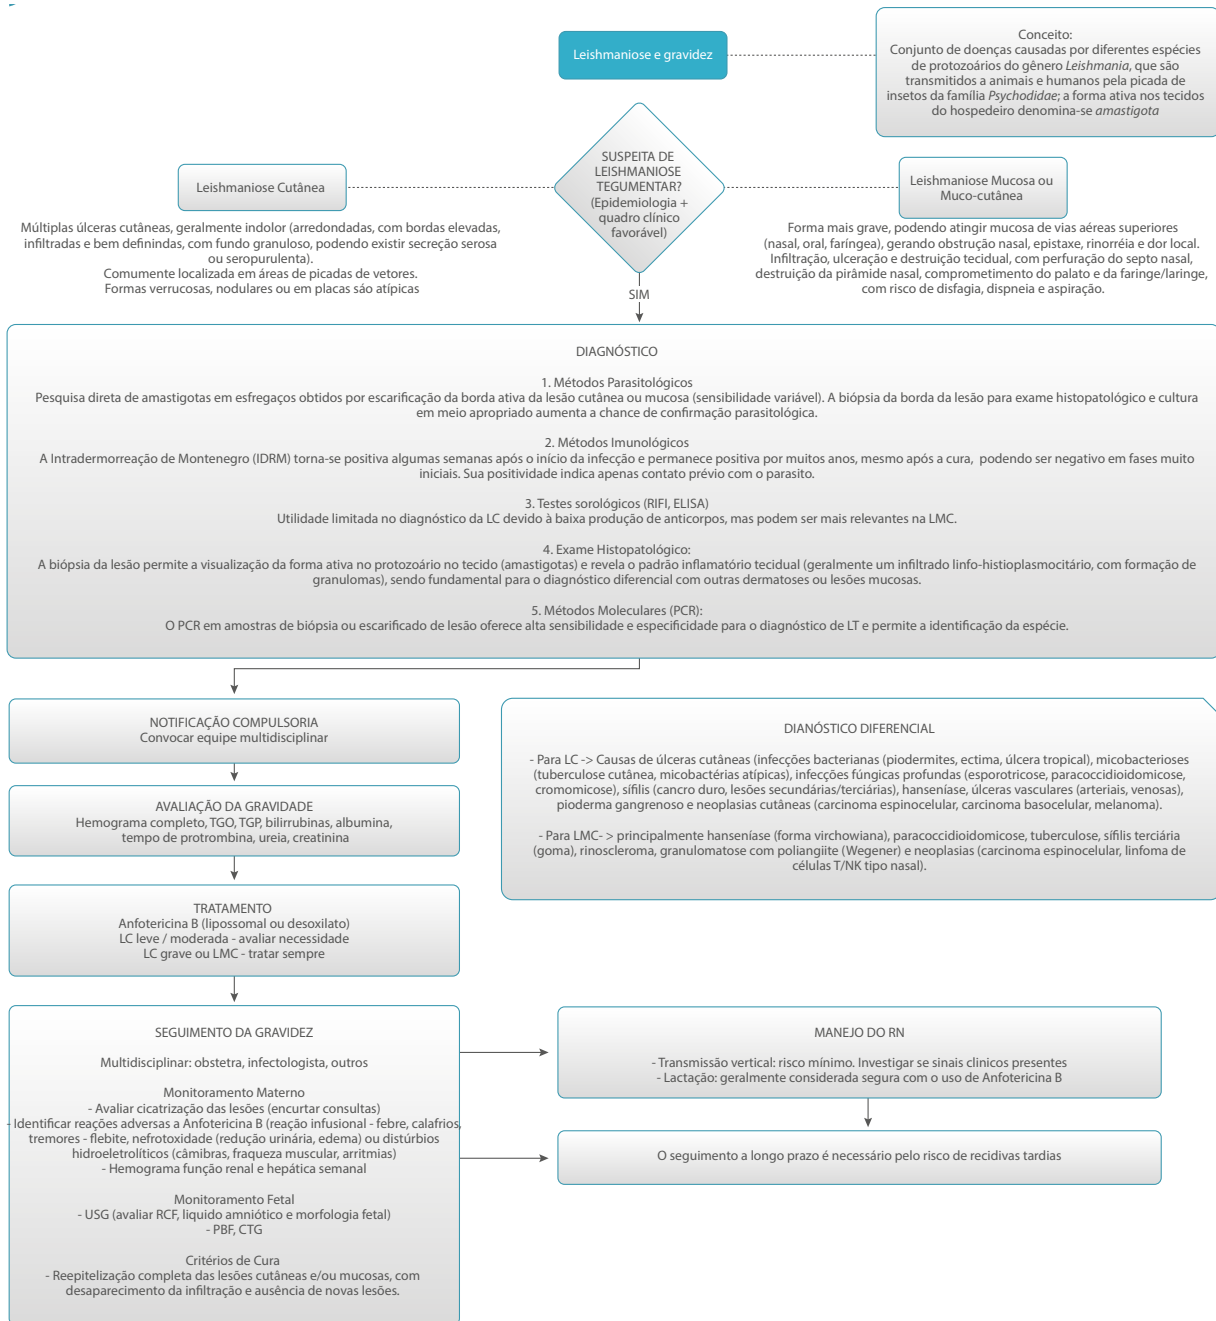 Leishmaniose e gravidez
Conceito:
Conjunto de doenças causadas por diferentes espécies
de protozoários do gênero Leishmania, que são
transmitidos a animais e humanos pela picada de
insetos da família Psychodidae; a forma ativa nos tecidos
do hospedeiro denomina-se amastigota
SUSPEITA DE
LEISHMANIOSE
TEGUMENTAR?
(Epidemiologia +
quadro clínico
favorável)
Leishmaniose Cutânea
Múltiplas úlceras cutâneas, geralmente indolor (arredondadas, com bordas elevadas,
infiltradas e bem definindas, com fundo granuloso, podendo existir secreção serosa
ou seropurulenta).
Comumente localizada em áreas de picadas de vetores.
Formas verrucosas, nodulares ou em placas sáo atípicas
Leishmaniose Mucosa ou
Muco-cutânea
Forma mais grave, podendo atingir mucosa de vias aéreas superiores
(nasal, oral, faríngea), gerando obstrução nasal, epistaxe, rinorréia e dor local.
Infiltração, ulceração e destruição tecidual, com perfuração do septo nasal,
destruição da pirâmide nasal, comprometimento do palato e da faringe/laringe,
com risco de disfagia, dispneia e aspiração.
SIM
DIAGNÓSTICO
1. Métodos Parasitológicos
Pesquisa direta de amastigotas em esfregaços obtidos por escarificação da borda ativa da lesão cutânea ou mucosa (sensibilidade variável). A biópsia da borda da lesão para exame histopatológico e cultura
em meio apropriado aumenta a chance de confirmação parasitológica.
2. Métodos Imunológicos
A Intradermorreação de Montenegro (IDRM) torna-se positiva algumas semanas após o início da infecção e permanece positiva por muitos anos, mesmo após a cura, podendo ser negativo em fases muito
iniciais. Sua positividade indica apenas contato prévio com o parasito.
3. Testes sorológicos (RIFI, ELISA)
Utilidade limitada no diagnóstico da LC devido à baixa produção de anticorpos, mas podem ser mais relevantes na LMC.
4. Exame Histopatológico:
A biópsia da lesão permite a visualização da forma ativa no protozoário no tecido (amastigotas) e revela o padrão inflamatório tecidual (geralmente um infiltrado linfo-histioplasmocitário, com formação de
granulomas), sendo fundamental para o diagnóstico diferencial com outras dermatoses ou lesões mucosas.
5. Métodos Moleculares (PCR):
O PCR em amostras de biópsia ou escarificado de lesão oferece alta sensibilidade e especificidade para o diagnóstico de LT e permite a identificação da espécie.
NOTIFICAÇÃO COMPULSORIA
Convocar equipe multidisciplinar
AVALIAÇÃO DA GRAVIDADE
Hemograma completo, TGO, TGP, bilirrubinas, albumina,
tempo de protrombina, ureia, creatinina
TRATAMENTO
Anfotericina B (lipossomal ou desoxilato)
LC leve / moderada - avaliar necessidade
LC grave ou LMC - tratar sempre
DIANÓSTICO DIFERENCIAL
- Para LC -> Causas de úlceras cutâneas (infecções bacterianas (piodermites, ectima, úlcera tropical), micobacterioses
(tuberculose cutânea, micobactérias atípicas), infecções fúngicas profundas (esporotricose, paracoccidioidomicose,
cromomicose), sífilis (cancro duro, lesões secundárias/terciárias), hanseníase, úlceras vasculares (arteriais, venosas),
pioderma gangrenoso e neoplasias cutâneas (carcinoma espinocelular, carcinoma basocelular, melanoma).
- Para LMC- > principalmente hanseníase (forma virchowiana), paracoccidioidomicose, tuberculose, sífilis terciária
(goma), rinoscleroma, granulomatose com poliangiite (Wegener) e neoplasias (carcinoma espinocelular, linfoma de
células T/NK tipo nasal).
SEGUIMENTO DA GRAVIDEZ
Multidisciplinar: obstetra, infectologista, outros
Monitoramento Materno
- Avaliar cicatrização das lesões (encurtar consultas)
- Identificar reações adversas a Anfotericina B (reação infusional - febre, calafrios,
tremores - flebite, nefrotoxidade (redução urinária, edema) ou distúrbios
hidroeletrolíticos (câmibras, fraqueza muscular, arritmias)
- Hemograma função renal e hepática semanal
Monitoramento Fetal
- USG (avaliar RCF, liquido amniótico e morfologia fetal)
- PBF, CTG
Critérios de Cura
- Reepitelização completa das lesões cutâneas e/ou mucosas, com
desaparecimento da infiltração e ausência de novas lesões.
MANEJO DO RN
- Transmissão vertical: risco mínimo. Investigar se sinais clinicos presentes
- Lactação: geralmente considerada segura com o uso de Anfotericina B
O seguimento a longo prazo é necessário pelo risco de recidivas tardias